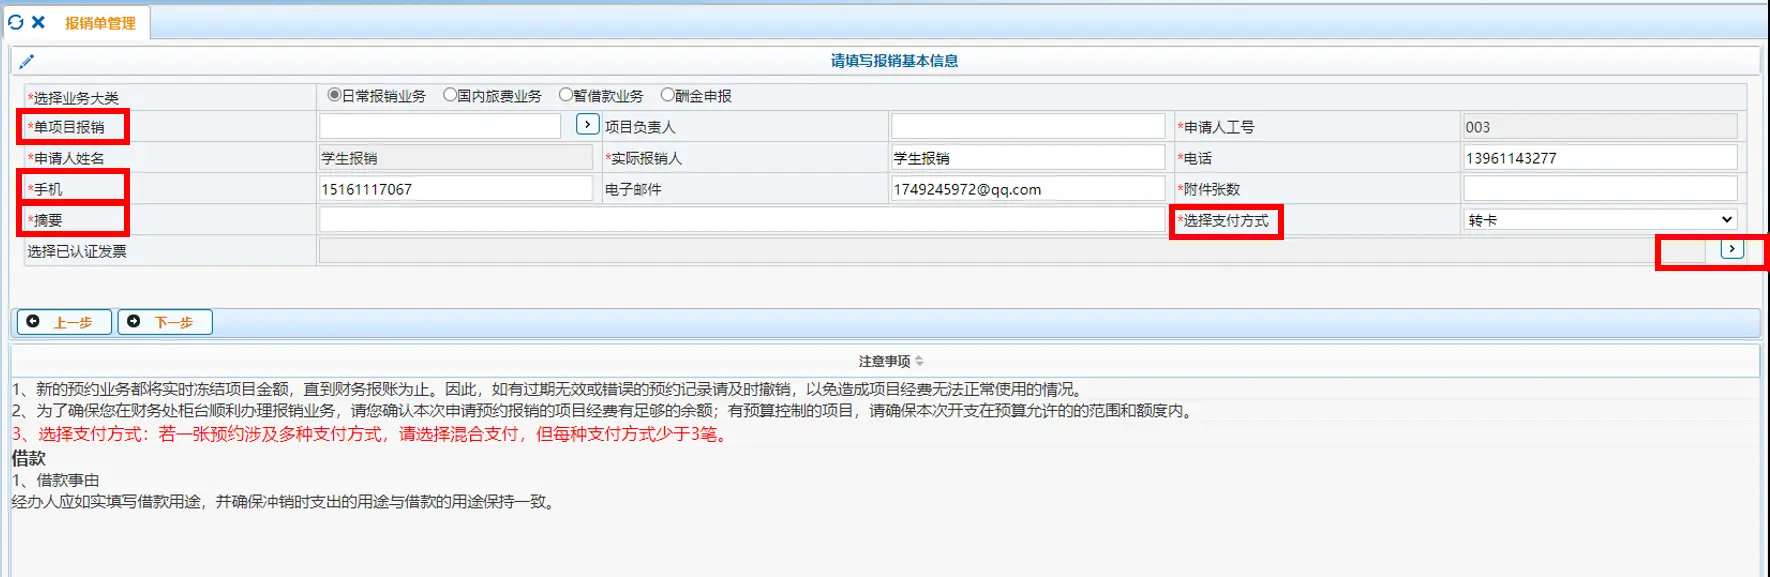 报销单管理
请填写报销基本信息
*选择业务大类 日常报销业务 国内旅费业务 暂借款业务 酬金申报
*单项目报销 项目负责人 *申请人工号 003
*申请人姓名 学生报销 *实际报销人 学生报销 *电话 13961143277
*手机 15161117067 电子邮件 1749245972@qq.com *附件张数
*摘要 *选择支付方式 转卡
选择已认证发票
上一步 下一步
注意事项
1、新的预约业务都将实时冻结项目金额，直到财务报账为止。因此，如有过期无效或错误的预约记录请及时撤销，以免造成项目经费无法正常使用的情况。
2、为了确保您在财务处柜台顺利办理报销业务，请您确认本次申请预约报销的项目经费有足够的余额；有预算控制的项目，请确保本次开支在预算允许的的范围和额度内。
3、选择支付方式：若一张预约涉及多种支付方式，请选择混合支付，但每种支付方式少于3笔。
借款
1、借款事由
经办人应如实填写借款用途，并确保冲销时支出的用途与借款的用途保持一致。